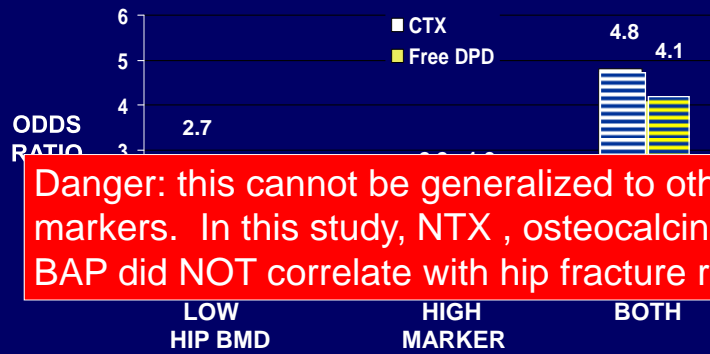 6
CTX
4.8
Free DPD
4.1
5
4
ODDS
2.7
RATIO
3
Danger: this cannot be generalized to
markers. In this study, NTX , osteocalcin
BAP did NOT correlate with hip fracture
LOW
HIGH
BOTH
HIP BMD
MARKER